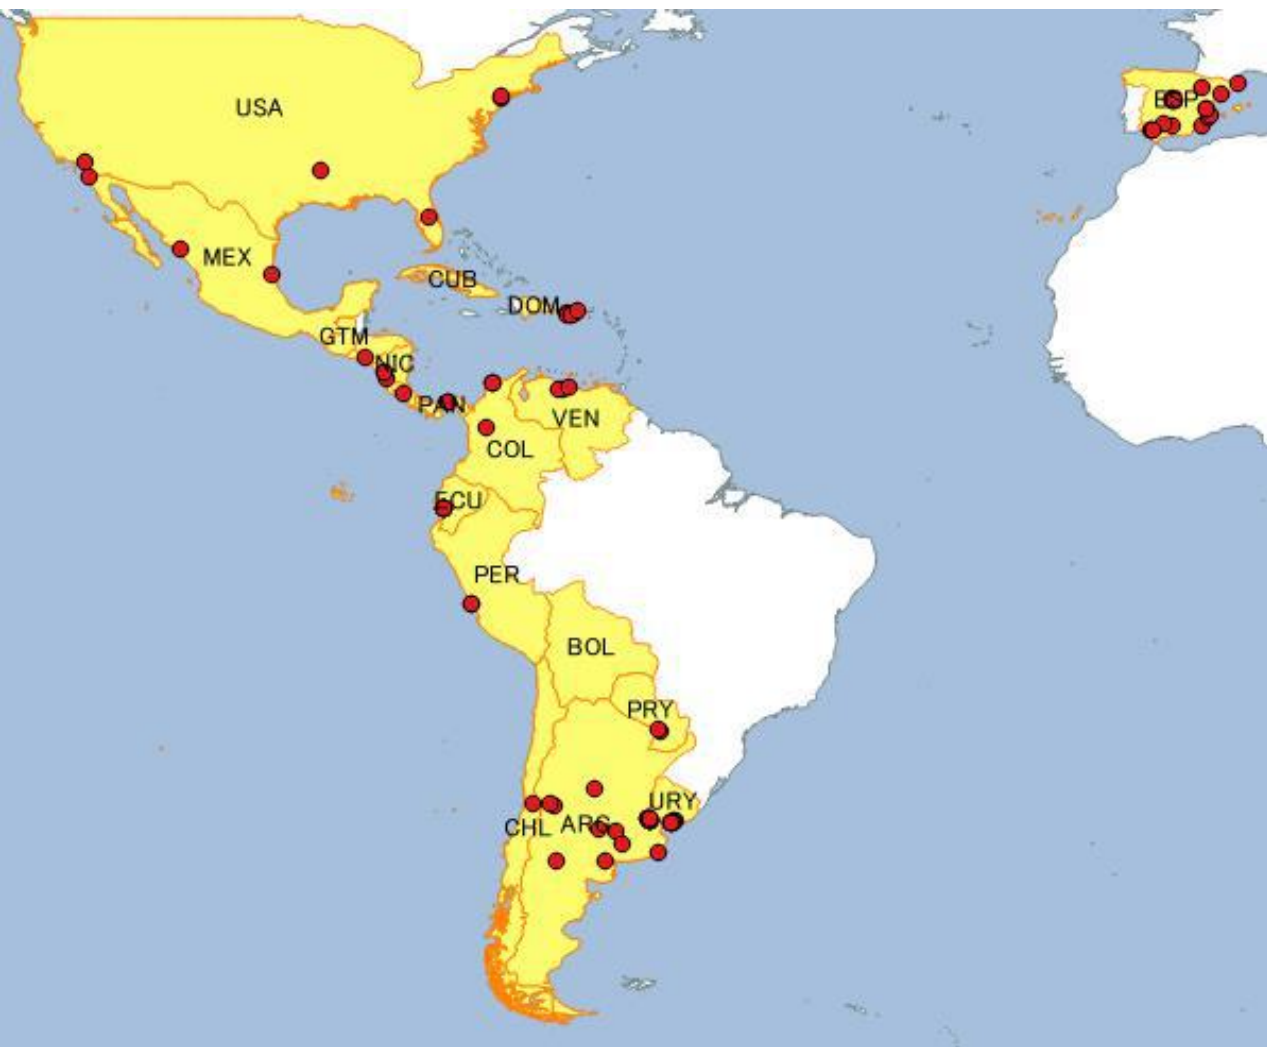 USA
ESP
MEX
CUB
DOM
GTM
NIC
PAN
VEN
COL
ECU
PER
BOL
PRY
URY
CHL
ARG